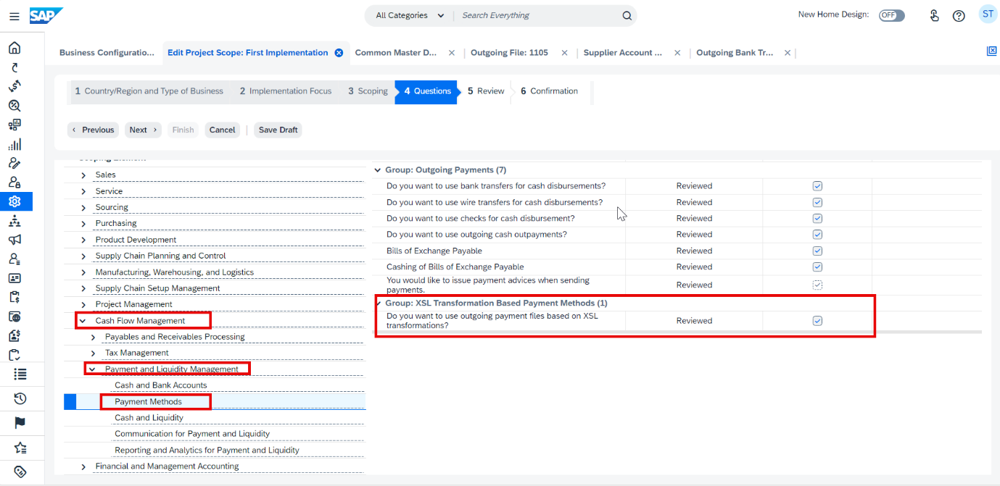 SAP
All Categories
Search Everything
New Home Design:
OFF
ST
Business Configuratio...
Edit Project Scope: First Implementation
Common Master D...
Outgoing File: 1105
Supplier Account ...
Outgoing Bank Tr...
1 Country/Region and Type of Business
2 Implementation Focus
3 Scoping
4 Questions
5 Review
6 Confirmation
Previous
Next
Finish
Cancel
Save Draft
Scoping Element
Sales
Service
Sourcing
Purchasing
Product Development
Supply Chain Planning and Control
Manufacturing, Warehousing, and Logistics
Supply Chain Setup Management
Project Management
Cash Flow Management
Payables and Receivables Processing
Tax Management
Payment and Liquidity Management
Cash and Bank Accounts
Payment Methods
Cash and Liquidity
Communication for Payment and Liquidity
Reporting and Analytics for Payment and Liquidity
Financial and Management Accounting
Group: Outgoing Payments (7)
Do you want to use bank transfers for cash disbursements? Reviewed
Do you want to use wire transfers for cash disbursements? Reviewed
Do you want to use checks for cash disbursement? Reviewed
Do you want to use outgoing cash outpayments? Reviewed
Bills of Exchange Payable Reviewed
Cashing of Bills of Exchange Payable Reviewed
You would like to issue payment advices when sending
payments. Reviewed
Group: XSL Transformation Based Payment Methods (1)
Do you want to use outgoing payment files based on XSL
transformations? Reviewed